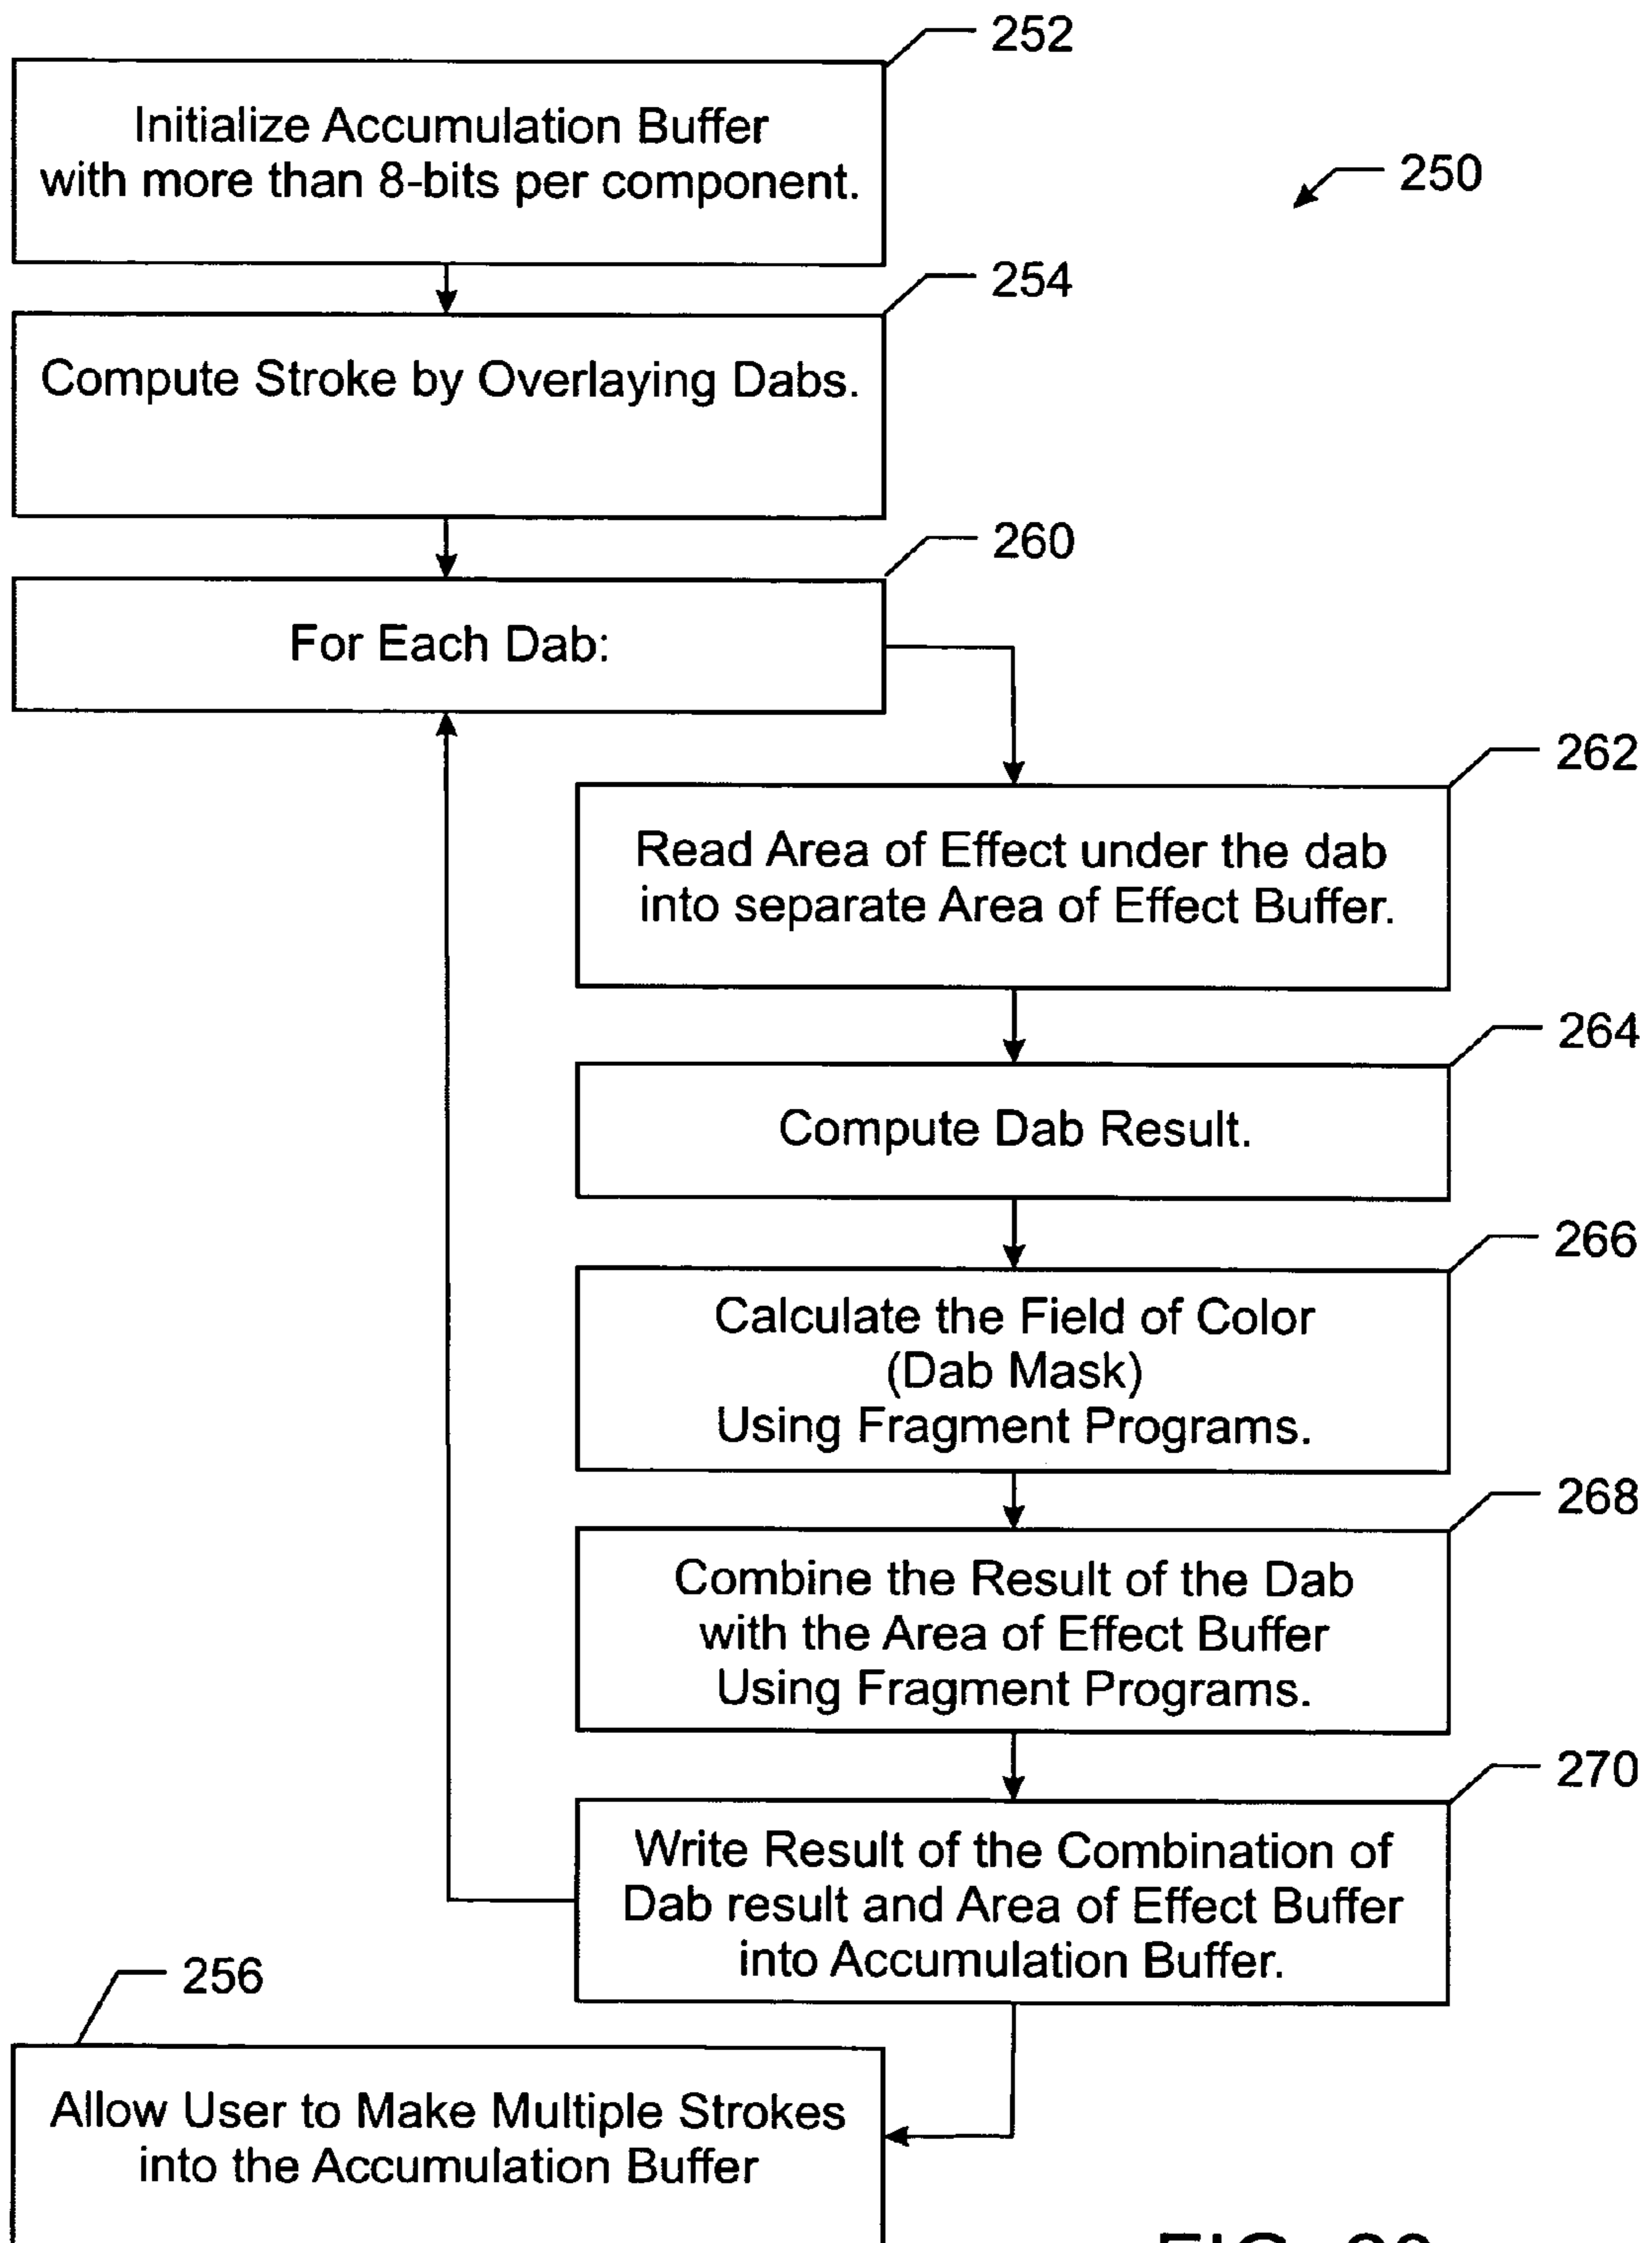 252
Initialize Accumulation Buffer
with more than 8-bits per component.
250
254
Compute Stroke by Overlaying Dabs.
260
For Each Dab:
262
Read Area of Effect under the dab
into separate Area of Effect Buffer.
264
Compute Dab Result.
266
Calculate the Field of Color
(Dab Mask)
Using Fragment Programs.
268
Combine the Result of the Dab
with the Area of Effect Buffer
Using Fragment Programs.
270
Write Result of the Combination of
Dab result and Area of Effect Buffer
into Accumulation Buffer.
256
Allow User to Make Multiple Strokes
into the Accumulation Buffer
FIG.